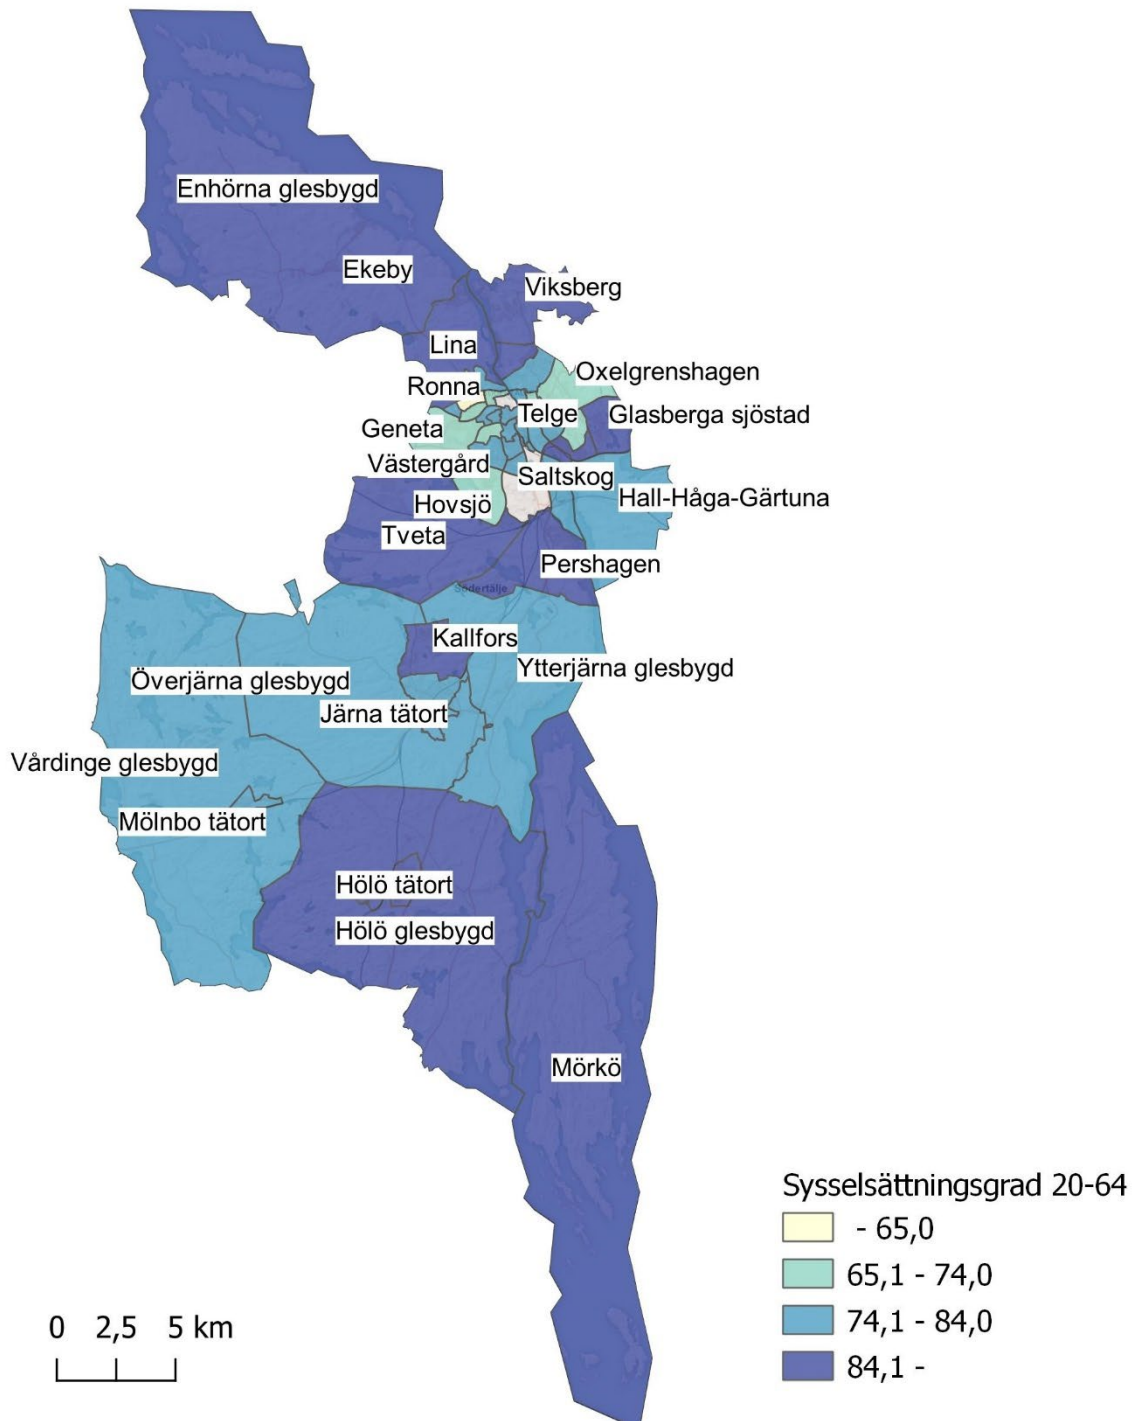 Enhörna glesbygd
Ekeby
Viksberg
Lina
Oxelgrenshagen
Ronna
Telge
Glasberga sjöstad
Geneta
Västergård
Saltskog
Hall-Håga-Gärtuna
Hovsjö
Tveta
Pershagen
Södertälje
Kallfors
Ytterjärna glesbygd
Överjärna glesbygd
Järna tätort
Vårdinge glesbygd
Mölnbo tätort
Hölö tätort
Hölö glesbygd
Mörkö
Sysselsättningsgrad 20-64
- 65,0
65,1 - 74,0
74,1 - 84,0
84,1 -
0 2,5 5 km